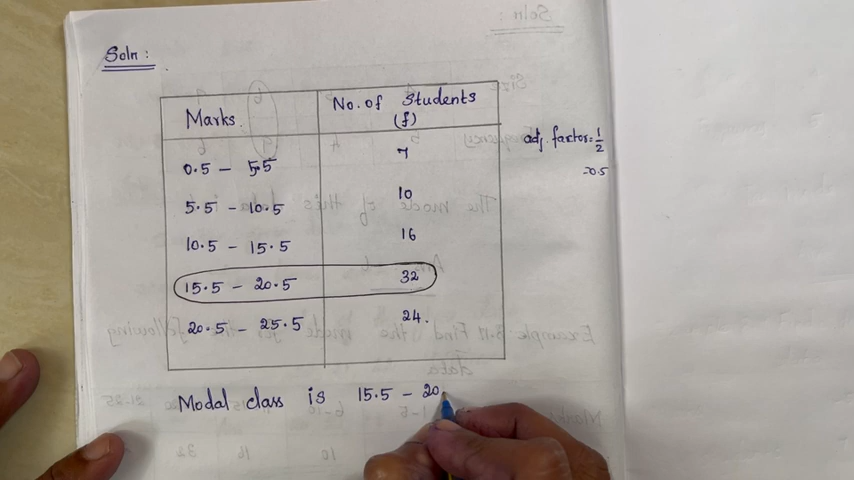 Soln :
Marks. No. of Students
(f)
0.5 - 5.5 7
5.5 - 10.5 10
10.5 - 15.5 16
15.5 - 20.5 32
20.5 - 25.5 24.
adj. factor = 1/2
=0.5
Modal class is 15.5 - 20.